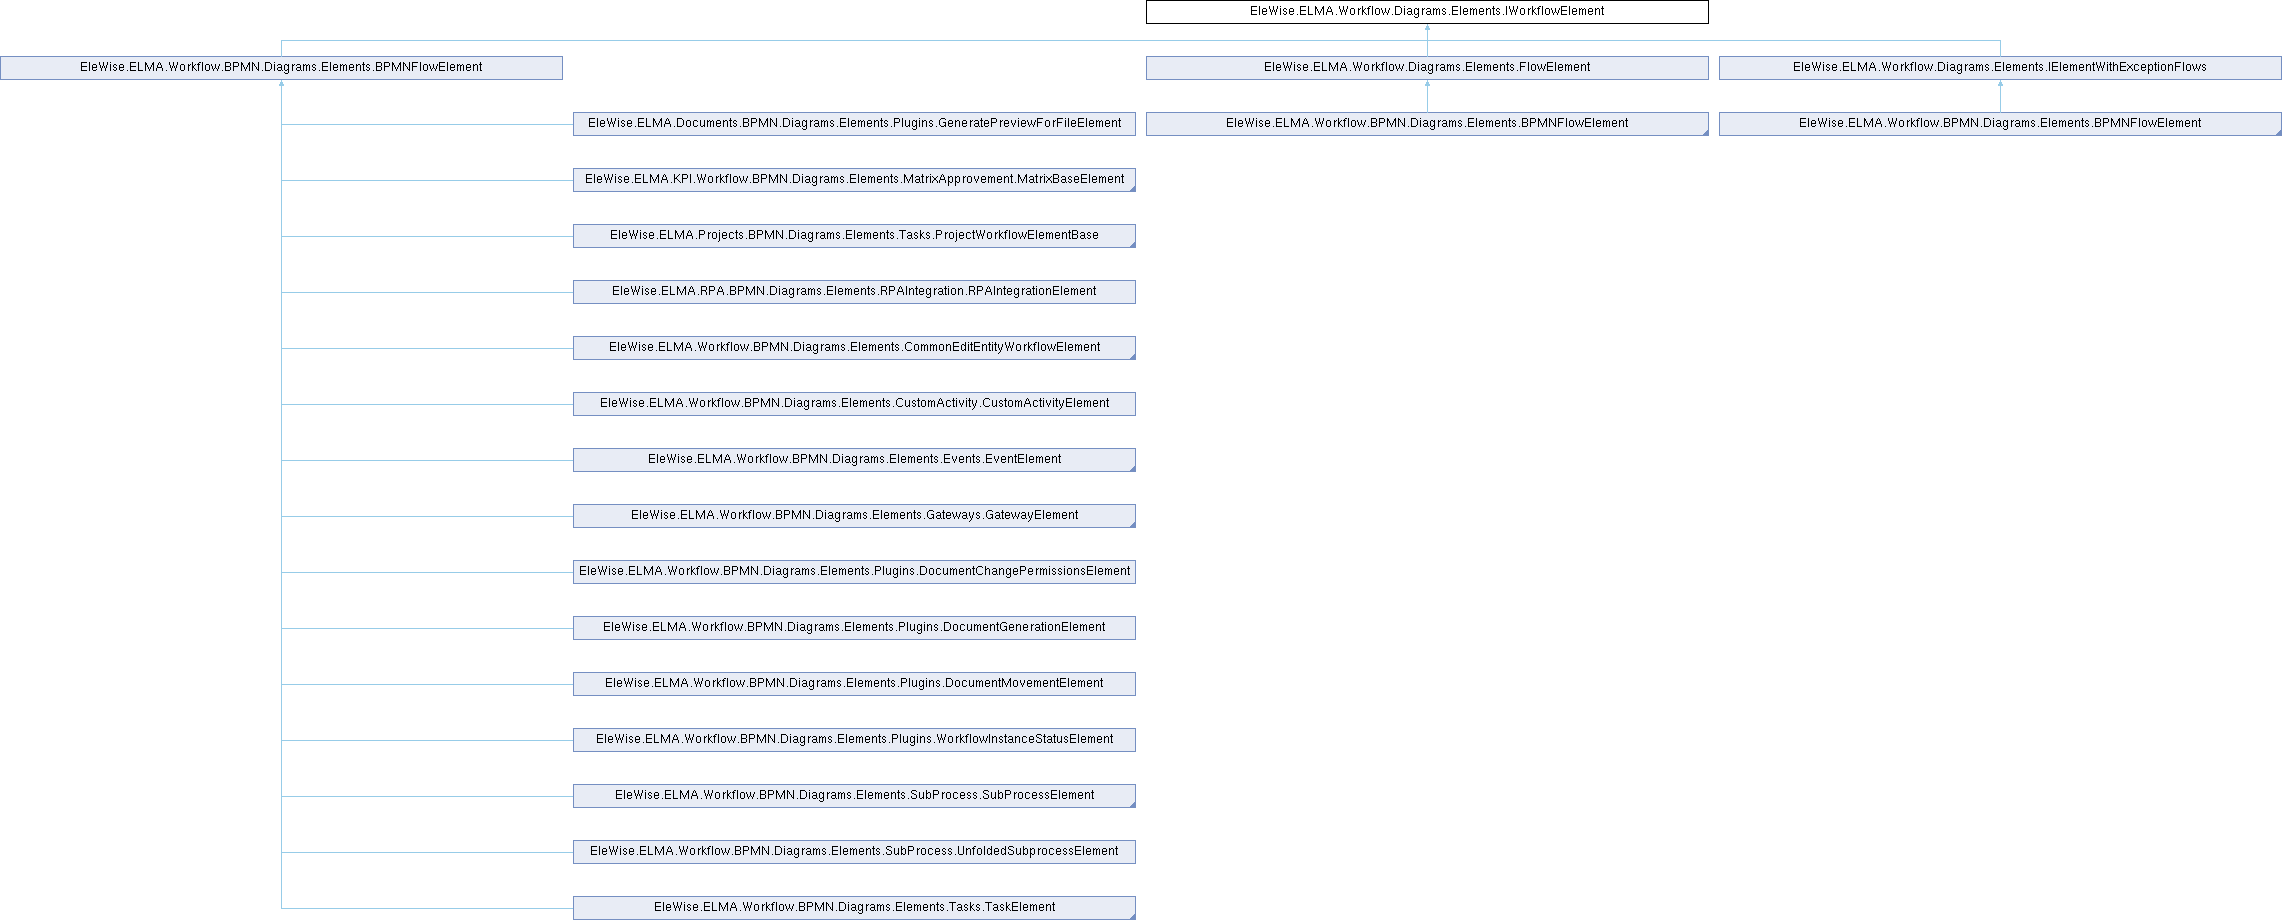 EleWise.ELMA.Workflow.Diagrams.Elements.IWorkflowElement
EleWise.ELMA.Workflow.BPMN.Diagrams.Elements.BPMNFlowElement
EleWise.ELMA.Workflow.Diagrams.Elements.FlowElement
EleWise.ELMA.Workflow.Diagrams.Elements.IElementWithExceptionFlows
EleWise.ELMA.Documents.BPMN.Diagrams.Elements.Plugins.GeneratePreviewForFileElement
EleWise.ELMA.Workflow.BPMN.Diagrams.Elements.BPMNFlowElement
EleWise.ELMA.Workflow.BPMN.Diagrams.Elements.BPMNFlowElement
EleWise.ELMA.KPI.Workflow.BPMN.Diagrams.Elements.MatrixApprovement.MatrixBaseElement
EleWise.ELMA.Projects.BPMN.Diagrams.Elements.Tasks.ProjectWorkflowElementBase
EleWise.ELMA.RPA.BPMN.Diagrams.Elements.RPAIntegration.RPAIntegrationElement
EleWise.ELMA.Workflow.BPMN.Diagrams.Elements.CommonEditEntityWorkflowElement
EleWise.ELMA.Workflow.BPMN.Diagrams.Elements.CustomActivity.CustomActivityElement
EleWise.ELMA.Workflow.BPMN.Diagrams.Elements.Events.EventElement
EleWise.ELMA.Workflow.BPMN.Diagrams.Elements.Gateways.GatewayElement
EleWise.ELMA.Workflow.BPMN.Diagrams.Elements.Plugins.DocumentChangePermissionsElement
EleWise.ELMA.Workflow.BPMN.Diagrams.Elements.Plugins.DocumentGenerationElement
EleWise.ELMA.Workflow.BPMN.Diagrams.Elements.Plugins.DocumentMovementElement
EleWise.ELMA.Workflow.BPMN.Diagrams.Elements.Plugins.WorkflowInstanceStatusElement
EleWise.ELMA.Workflow.BPMN.Diagrams.Elements.SubProcess.SubProcessElement
EleWise.ELMA.Workflow.BPMN.Diagrams.Elements.SubProcess.UnfoldedSubprocessElement
EleWise.ELMA.Workflow.BPMN.Diagrams.Elements.Tasks.TaskElement